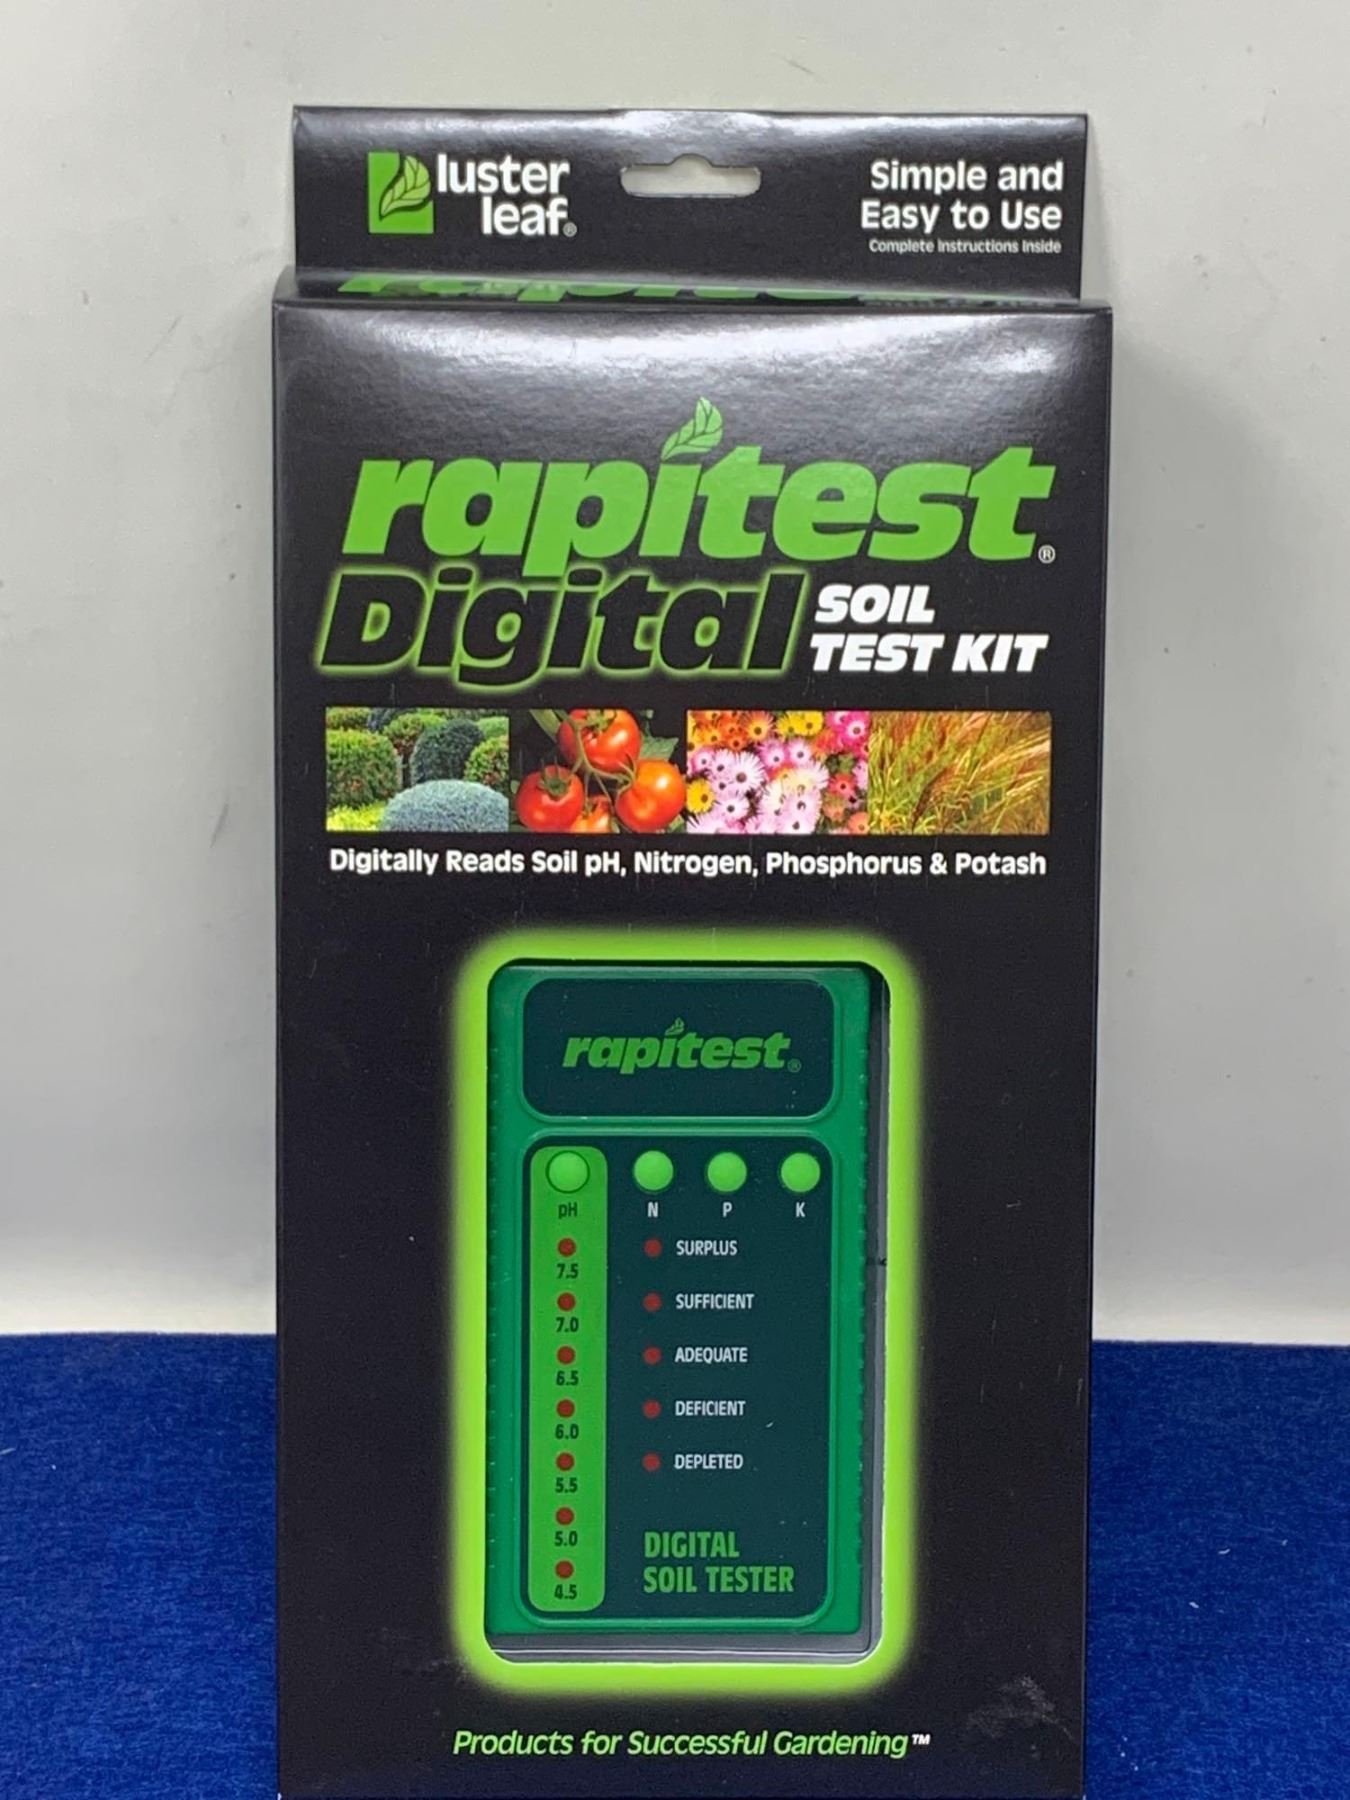 luster
leaf®
Simple and
Easy to Use
Complete Instructions Inside
rapitest®
Digital SOIL
TEST KIT
Digitally Reads Soil pH, Nitrogen, Phosphorus & Potash
rapitest®
pH N P K
7.5 SURPLUS
7.0 SUFFICIENT
6.5 ADEQUATE
6.0 DEFICIENT
5.5 DEPLETED
5.0
4.5
DIGITAL
SOIL TESTER
Products for Successful Gardening™